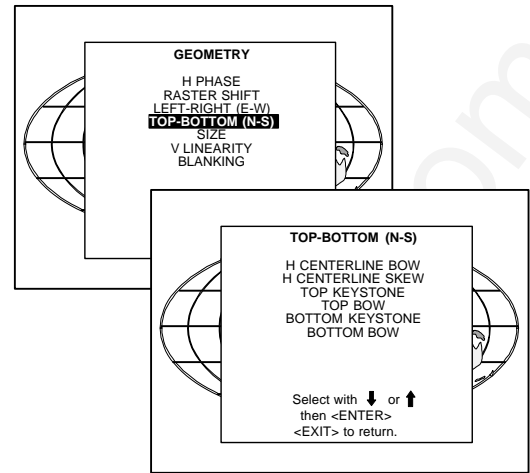 GEOMETRY
H PHASE
RASTER SHIFT
LEFT-RIGHT (E-W)
TOP-BOTTOM (N-S)
SIZE
V LINEARITY
BLANKING
TOP-BOTTOM (N-S)
H CENTERLINE BOW
H CENTERLINE SKEW
TOP KEYSTONE
TOP BOW
BOTTOM KEYSTONE
BOTTOM BOW
Select with ⬇ or ⬆
then <ENTER>
<EXIT> to return.